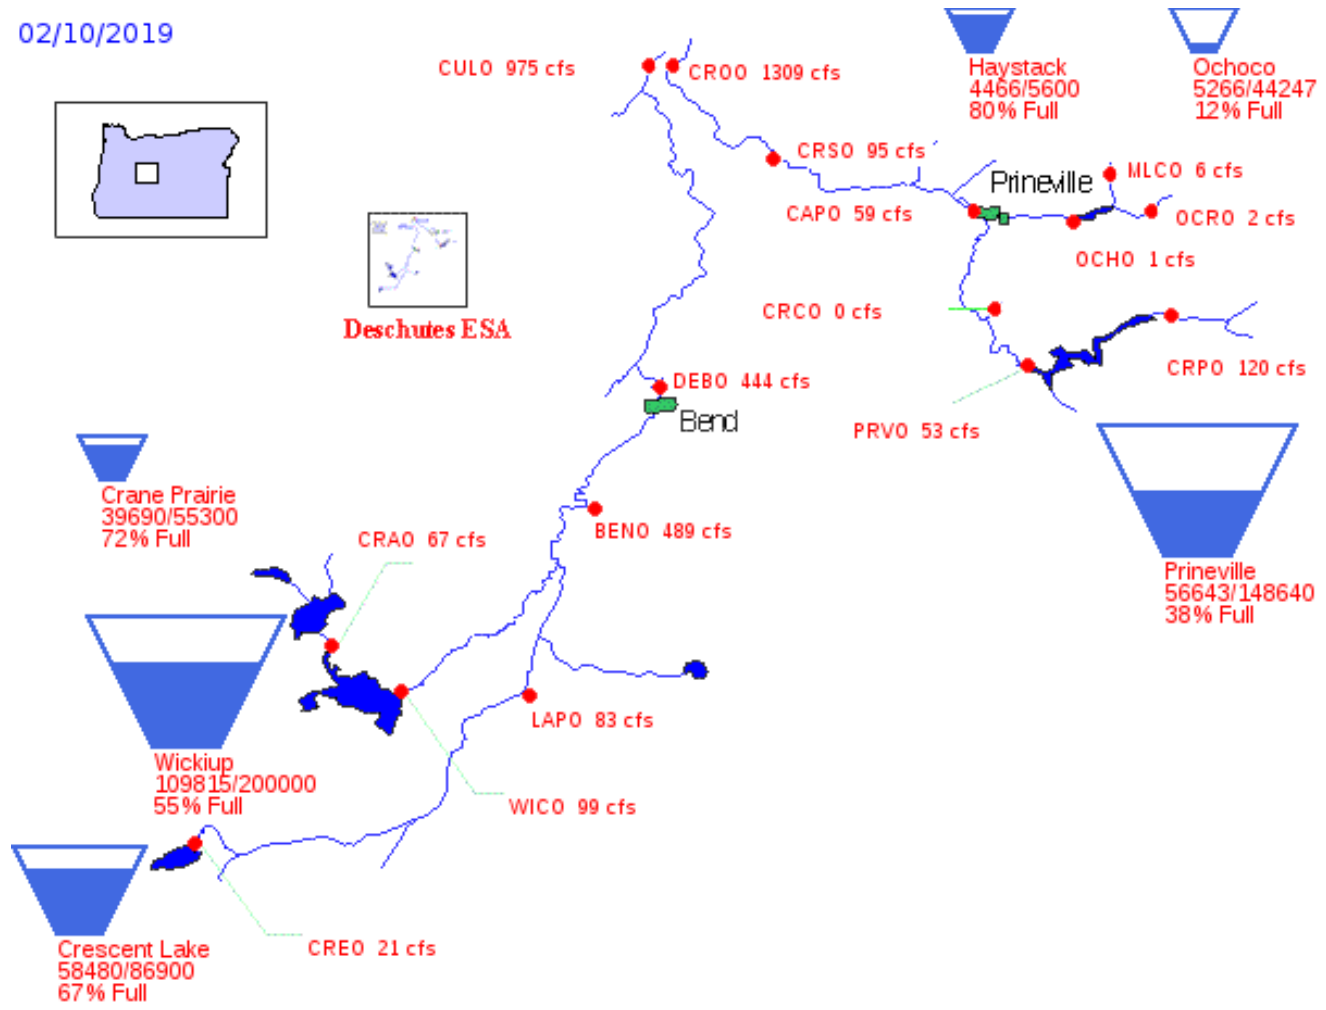 02/10/2019
CULO 975 cfs
CROO 1309 cfs
Haystack
4466/5600
80% Full
Ochoco
5266/44247
12% Full
CRSO 95 cfs
Prineville
MLCO 6 cfs
CAPO 59 cfs
OCRO 2 cfs
OCHO 1 cfs
CRCO 0 cfs
Deschutes ESA
CRPO 120 cfs
DEBO 444 cfs
Bend
PRVO 53 cfs
Crane Prairie
39690/55300
72% Full
CRAO 67 cfs
BENO 489 cfs
Prineville
56643/148640
38% Full
LAPO 83 cfs
Wickiup
109815/200000
55% Full
WICO 99 cfs
Crescent Lake
58480/86900
67% Full
CREO 21 cfs